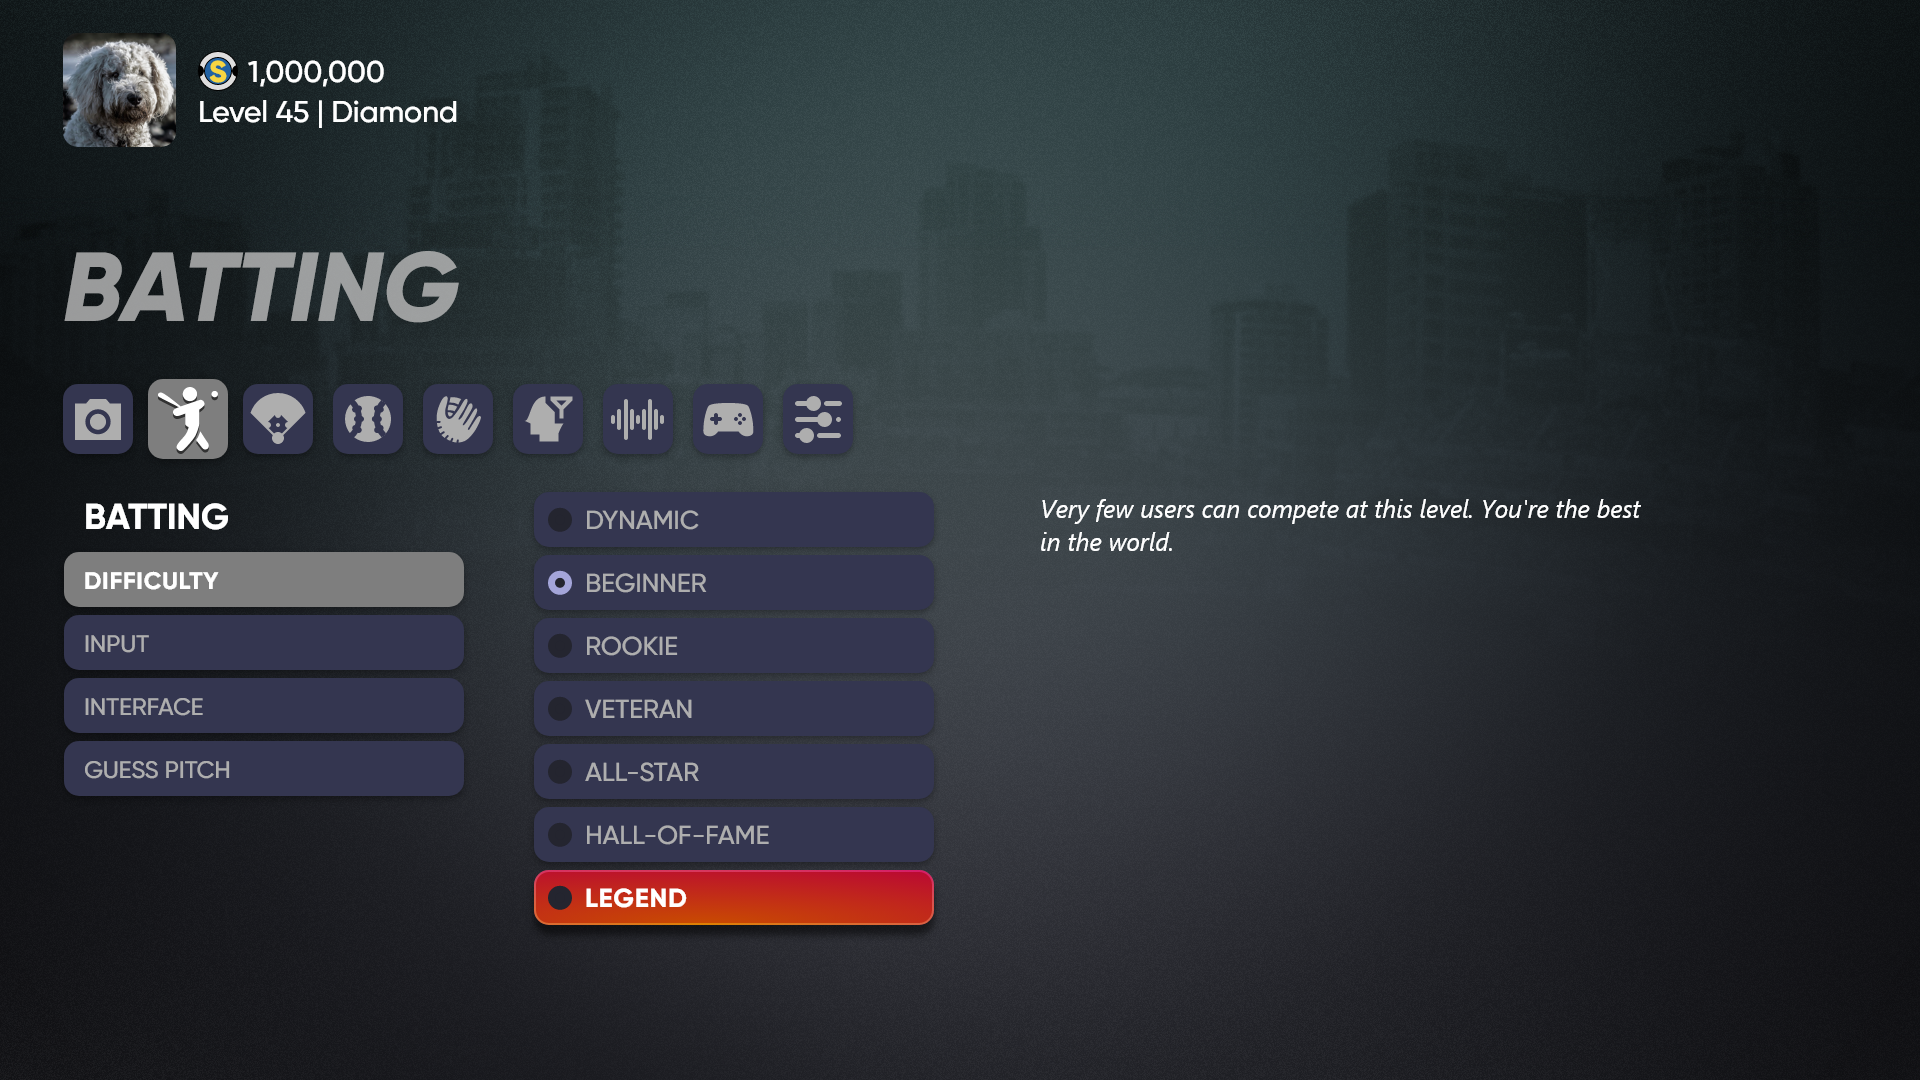 S 1,000,000
Level 45 | Diamond
BATTING
BATTING
DIFFICULTY
INPUT
INTERFACE
GUESS PITCH
DYNAMIC
BEGINNER
ROOKIE
VETERAN
ALL-STAR
HALL-OF-FAME
LEGEND
Very few users can compete at this level. You're the best
in the world.